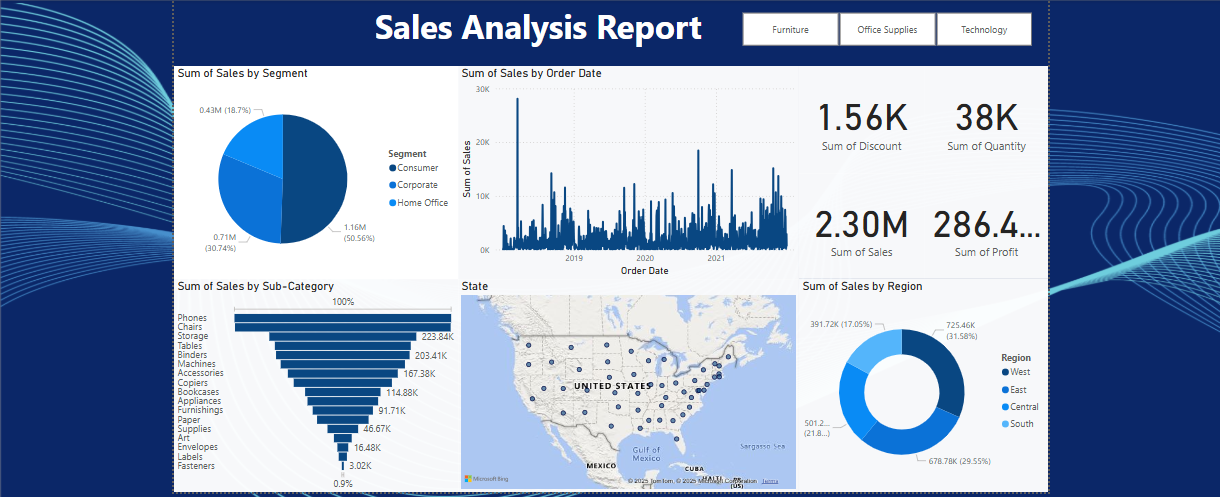 Sales Analysis Report
Furniture
Office Supplies
Technology
Sum of Sales by Segment
0.43M (18.7%)
0.71M
(30.74%)
1.16M
(50.56%)
Segment
Consumer
Corporate
Home Office
Sum of Sales by Order Date
Sum of Sales
30K
20K
10K
0K
2019
2020
2021
Order Date
1.56K
Sum of Discount
38K
Sum of Quantity
2.30M
Sum of Sales
286.4...
Sum of Profit
Sum of Sales by Sub-Category
100%
Phones
Chairs
Storage
223.84K
Tables
Binders
203.41K
Machines
Accessories
167.38K
Copiers
Bookcases
114.88K
Appliances
Furnishings
91.71K
Paper
Supplies
46.67K
Art
Envelopes
16.48K
Labels
Fasteners
3.02K
0.9%
State
UNITED STATES
Gulf of
Mexico
Sargasso Sea
MEXICO
CUBA
HAITI
(US)
Microsoft Bing
© 2025 TomTom, © 2025 Microsoft Corporation
Terms
Sum of Sales by Region
391.72K (17.05%)
725.46K
(31.58%)
501.2...
(21.8...)
678.78K (29.55%)
Region
West
East
Central
South